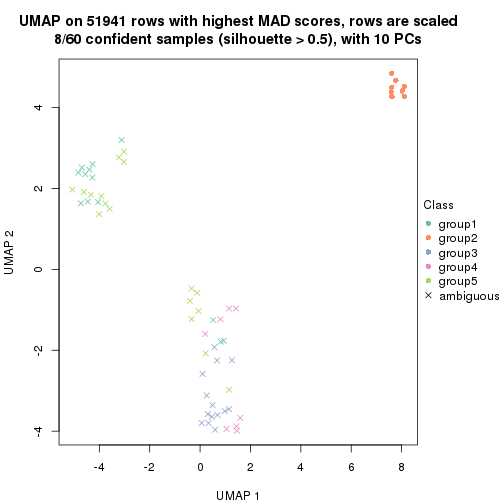 UMAP on 51941 rows with highest MAD scores, rows are scaled
8/60 confident samples (silhouette > 0.5), with 10 PCs
4
2
0
-2
-4
UMAP 2
-4
-2
0
2
4
6
8
UMAP 1
Class
group1
group2
group3
group4
group5
ambiguous